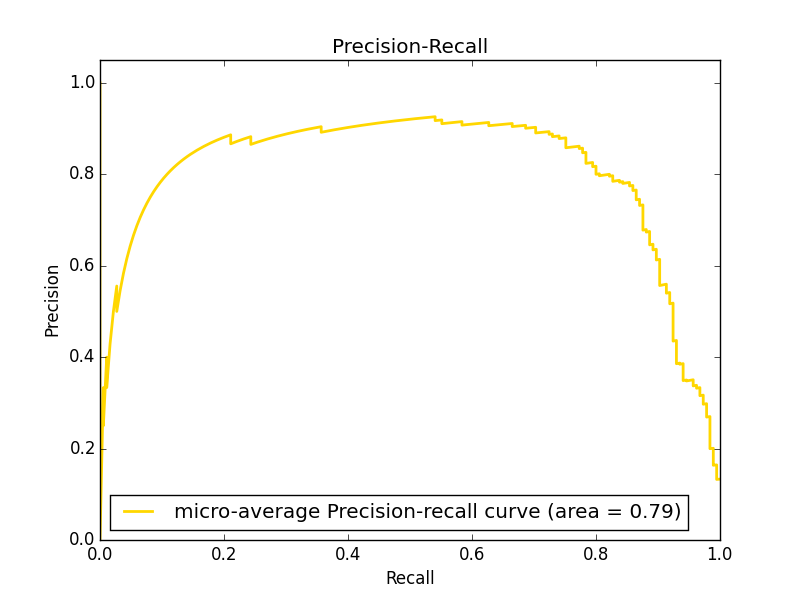 Precision-Recall
1.0
0.8
0.6
0.4
0.2
0.0
Precision
0.0 0.2 0.4 0.6 0.8 1.0
Recall
micro-average Precision-recall curve (area = 0.79)